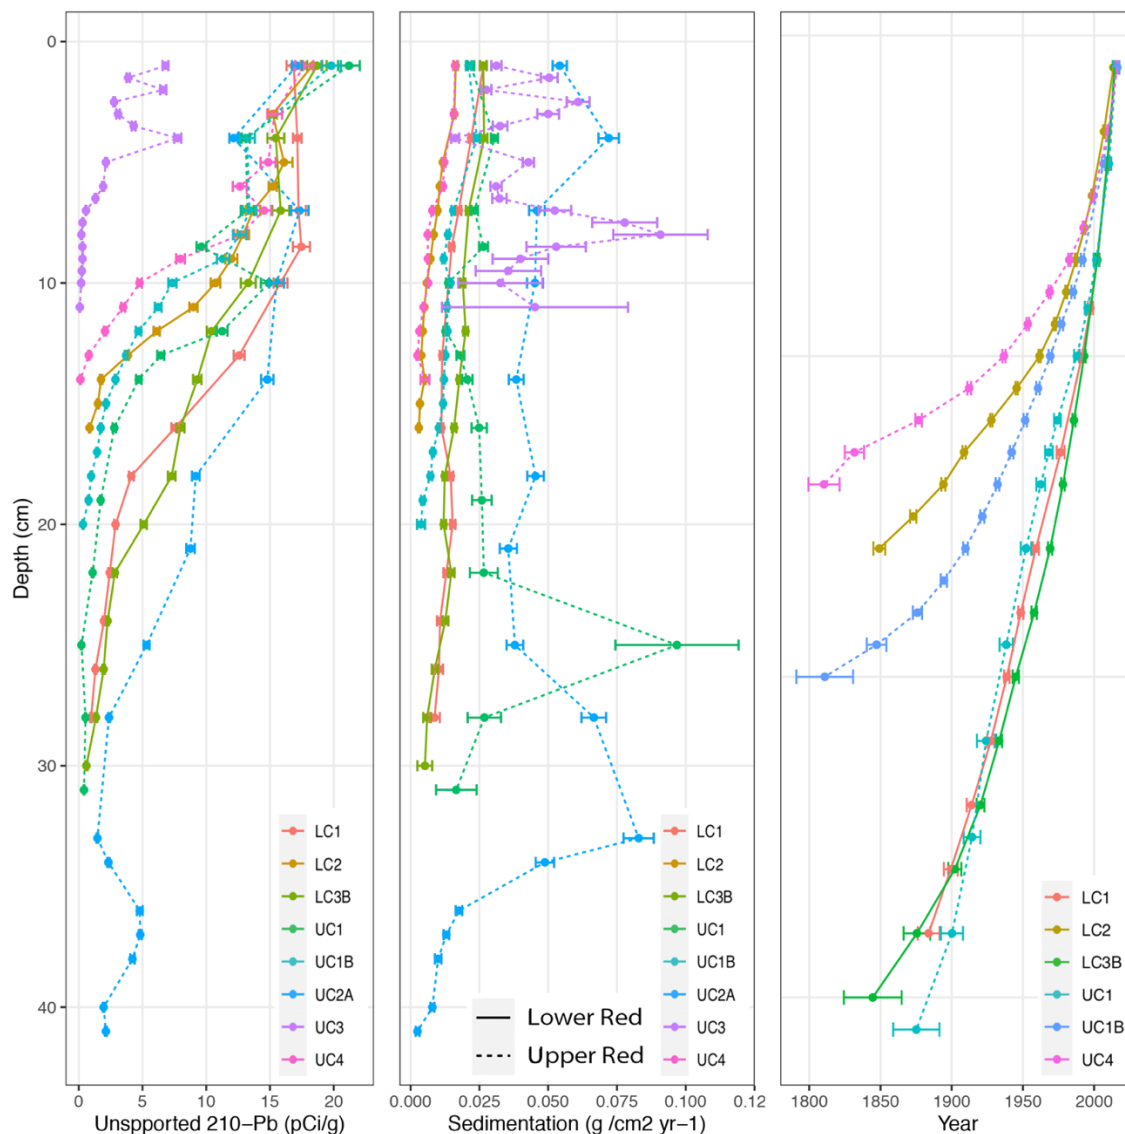 0
10
20
30
40
Depth (cm)
LC1
LC2
LC3B
UC1
UC1B
UC2A
UC3
UC4
0 5 10 15 20
Unspported 210-Pb (pCi/g)
LC1
LC2
LC3B
UC1
UC1B
UC2A
UC3
UC4
Lower Red
Upper Red
0.000 0.025 0.050 0.075 0.100 0.12
Sedimentation (g /cm2 yr-1)
LC1
LC2
LC3B
UC1
UC1B
UC4
1800 1850 1900 1950 2000
Year